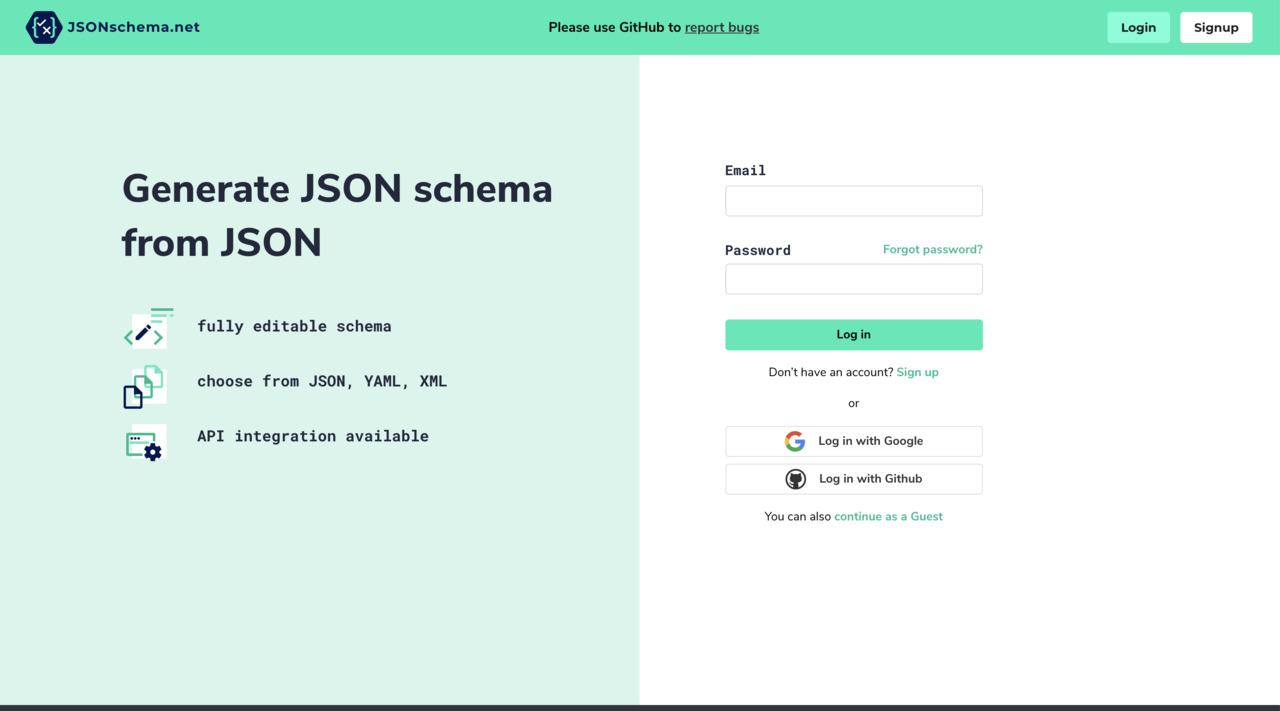 JSONschema.net
Please use GitHub to report bugs
Login
Signup
Generate JSON schema
from JSON
fully editable schema
choose from JSON, YAML, XML
API integration available
Email
Password
Forgot password?
Log in
Don't have an account? Sign up
or
Log in with Google
Log in with Github
You can also continue as a Guest